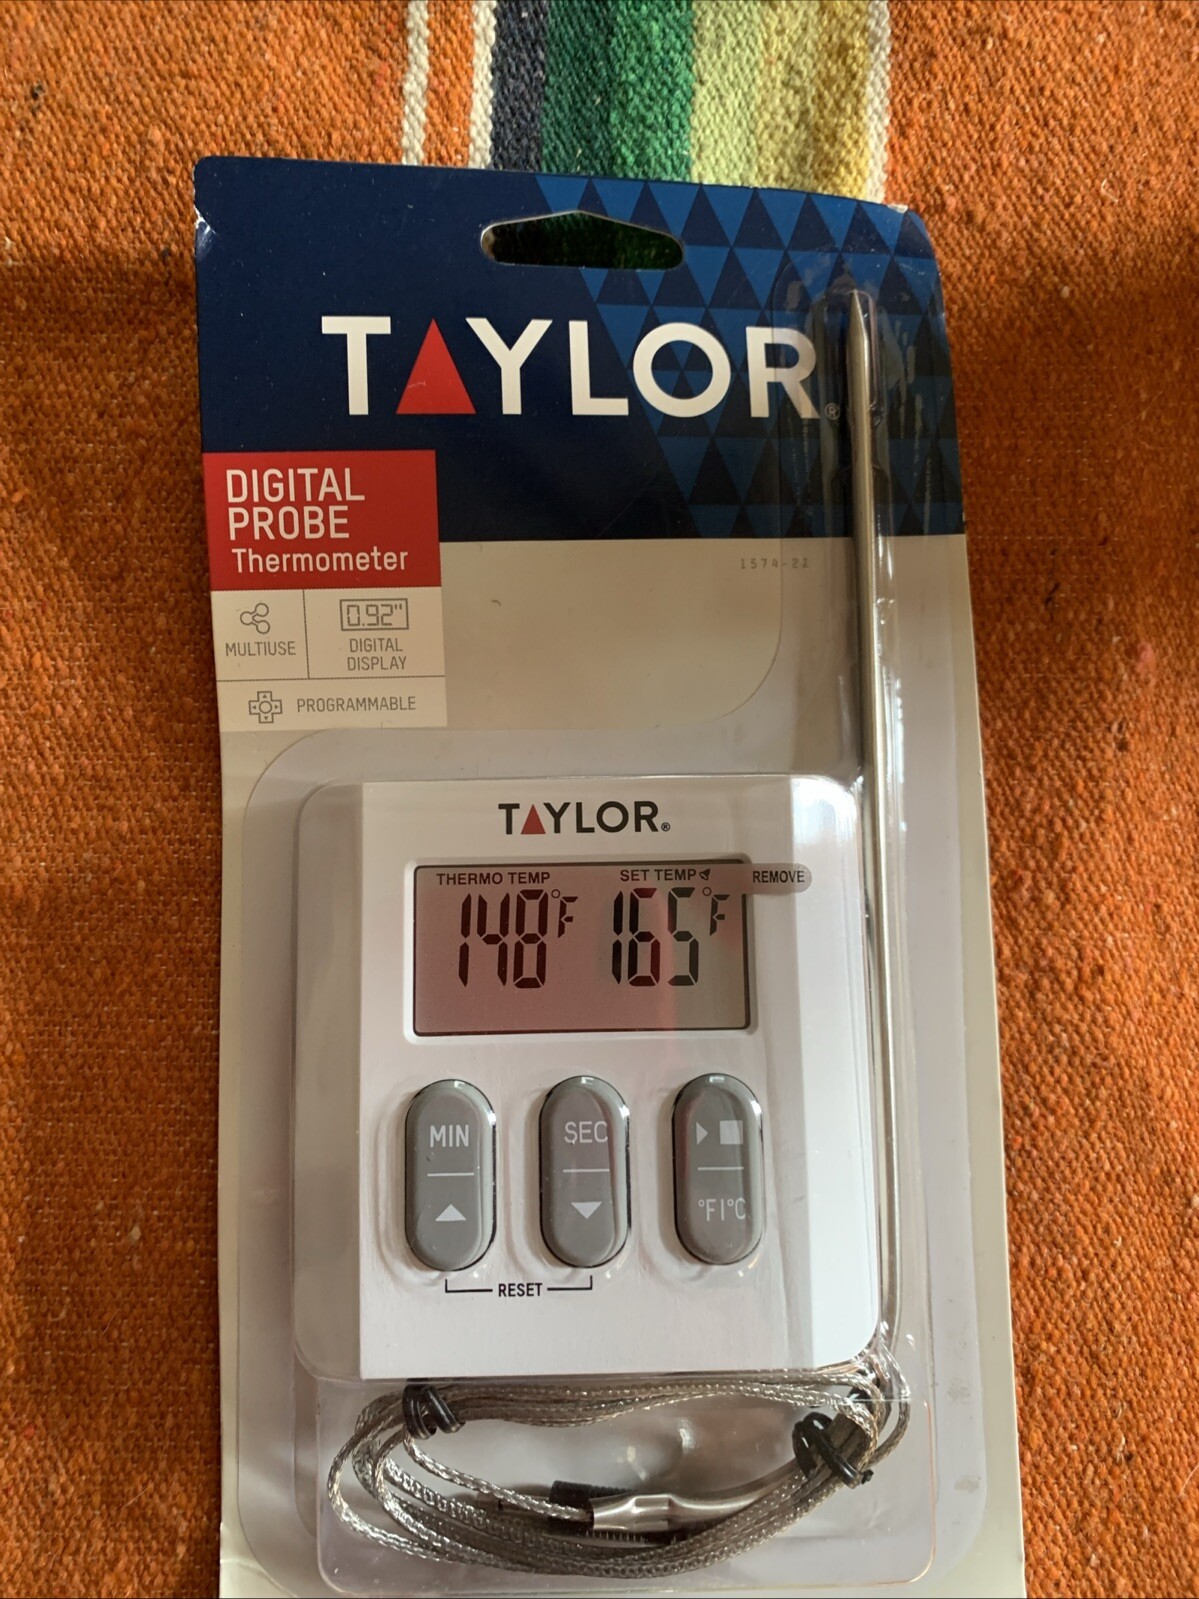 TAYLOR®
DIGITAL
PROBE
Thermometer
1574-21
MULTIUSE
0.92"
DIGITAL
DISPLAY
PROGRAMMABLE
TAYLOR®
THERMO TEMP
SET TEMP
REMOVE
148°F
165°F
MIN
SEC
°F|°C
RESET